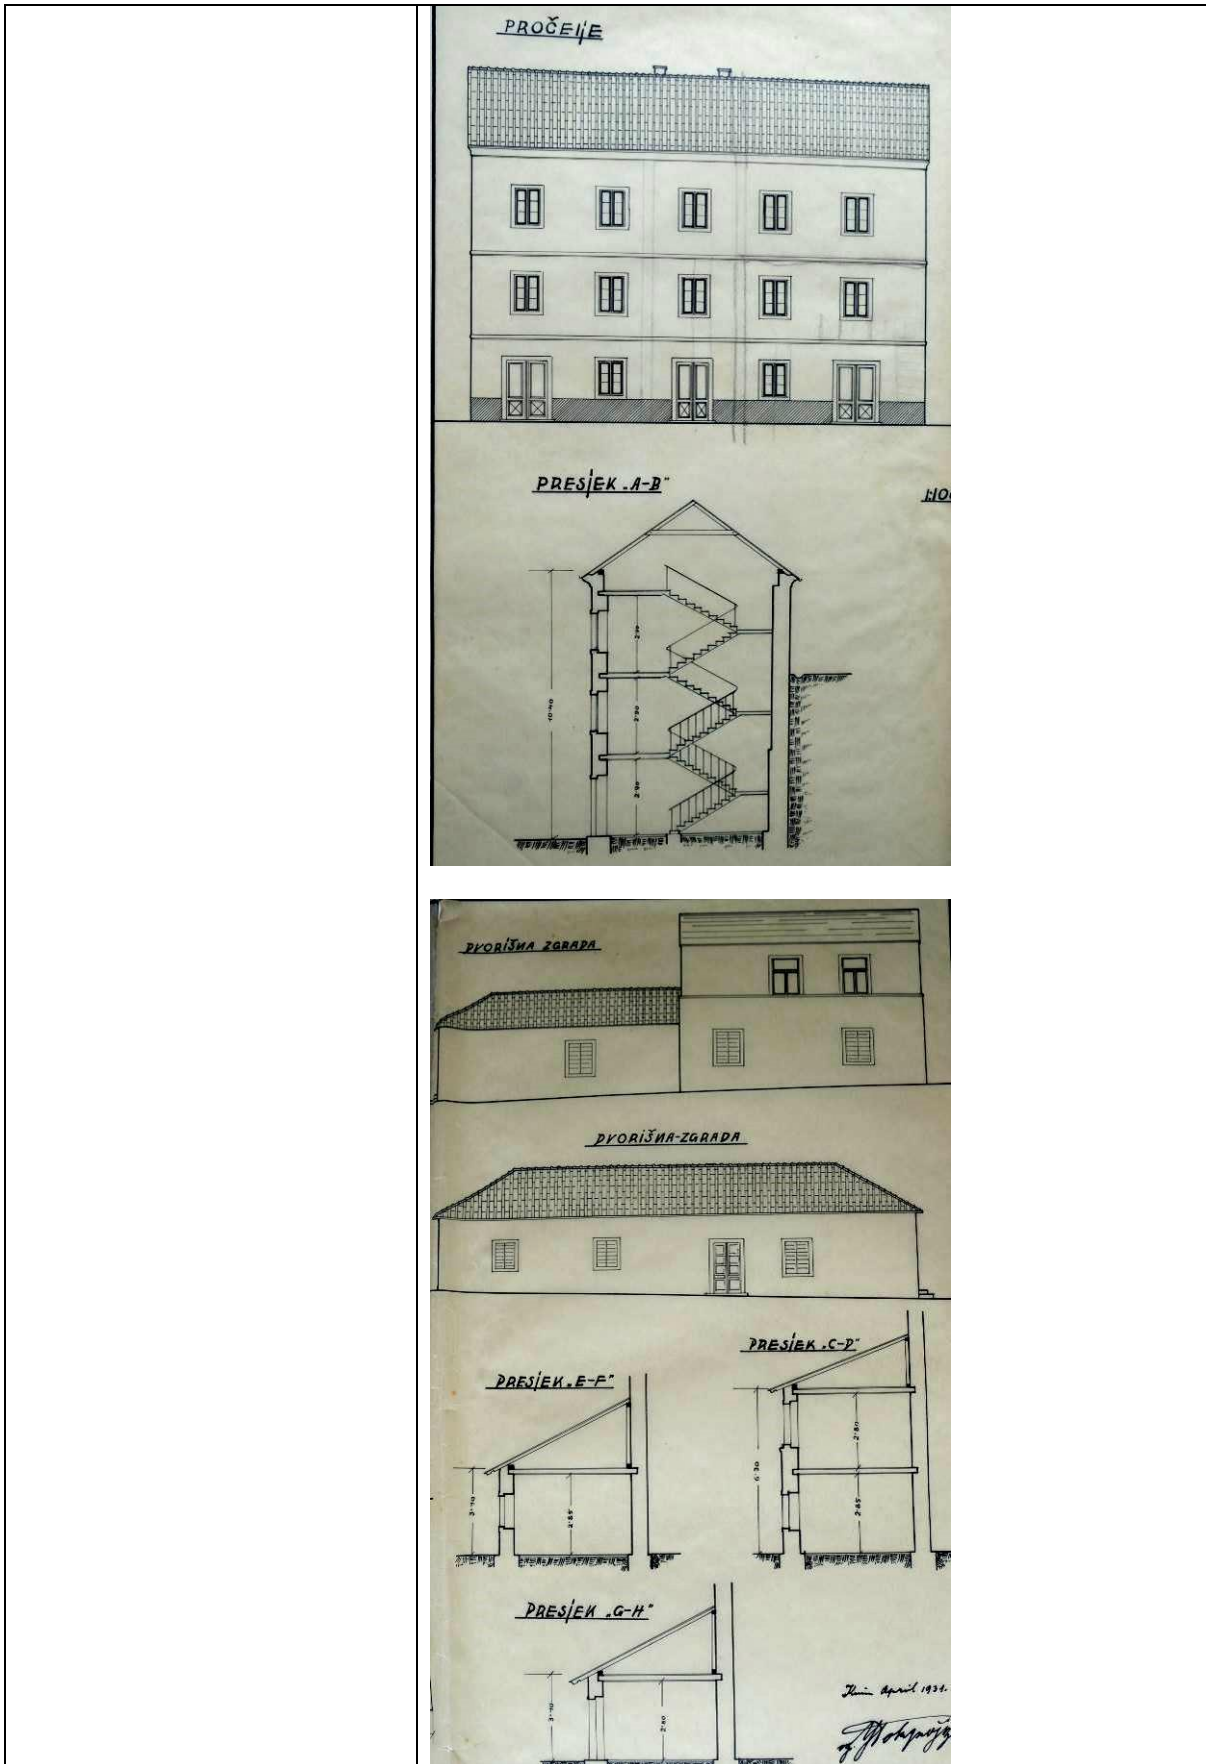 PROČELJE
PRESJEK „A-B"
1:10
10·90
2·90
2·90
2·90
DVORIŠNA ZGRADA
DVORIŠNA-ZGRADA
PRESJEK „C-D"
PRESJEK „E-F"
2·80
6·30
2·85
3·10
2·85
PRESJEK „G-H"
3·10
2·80
April 1931.